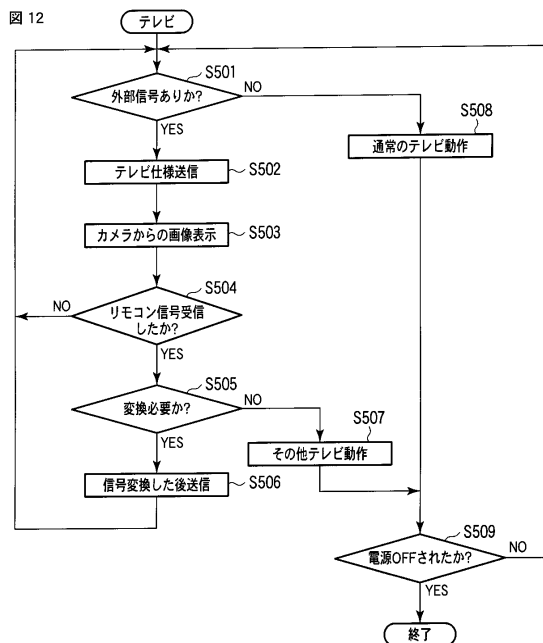 図 12
テレビ
S501
外部信号ありか?
NO
YES
S508
通常のテレビ動作
テレビ仕様送信
S502
カメラからの画像表示
S503
S504
リモコン信号受信
したか?
NO
YES
S505
変換必要か?
NO
YES
S507
その他テレビ動作
信号変換した後送信
S506
S509
電源OFFされたか?
NO
YES
終了